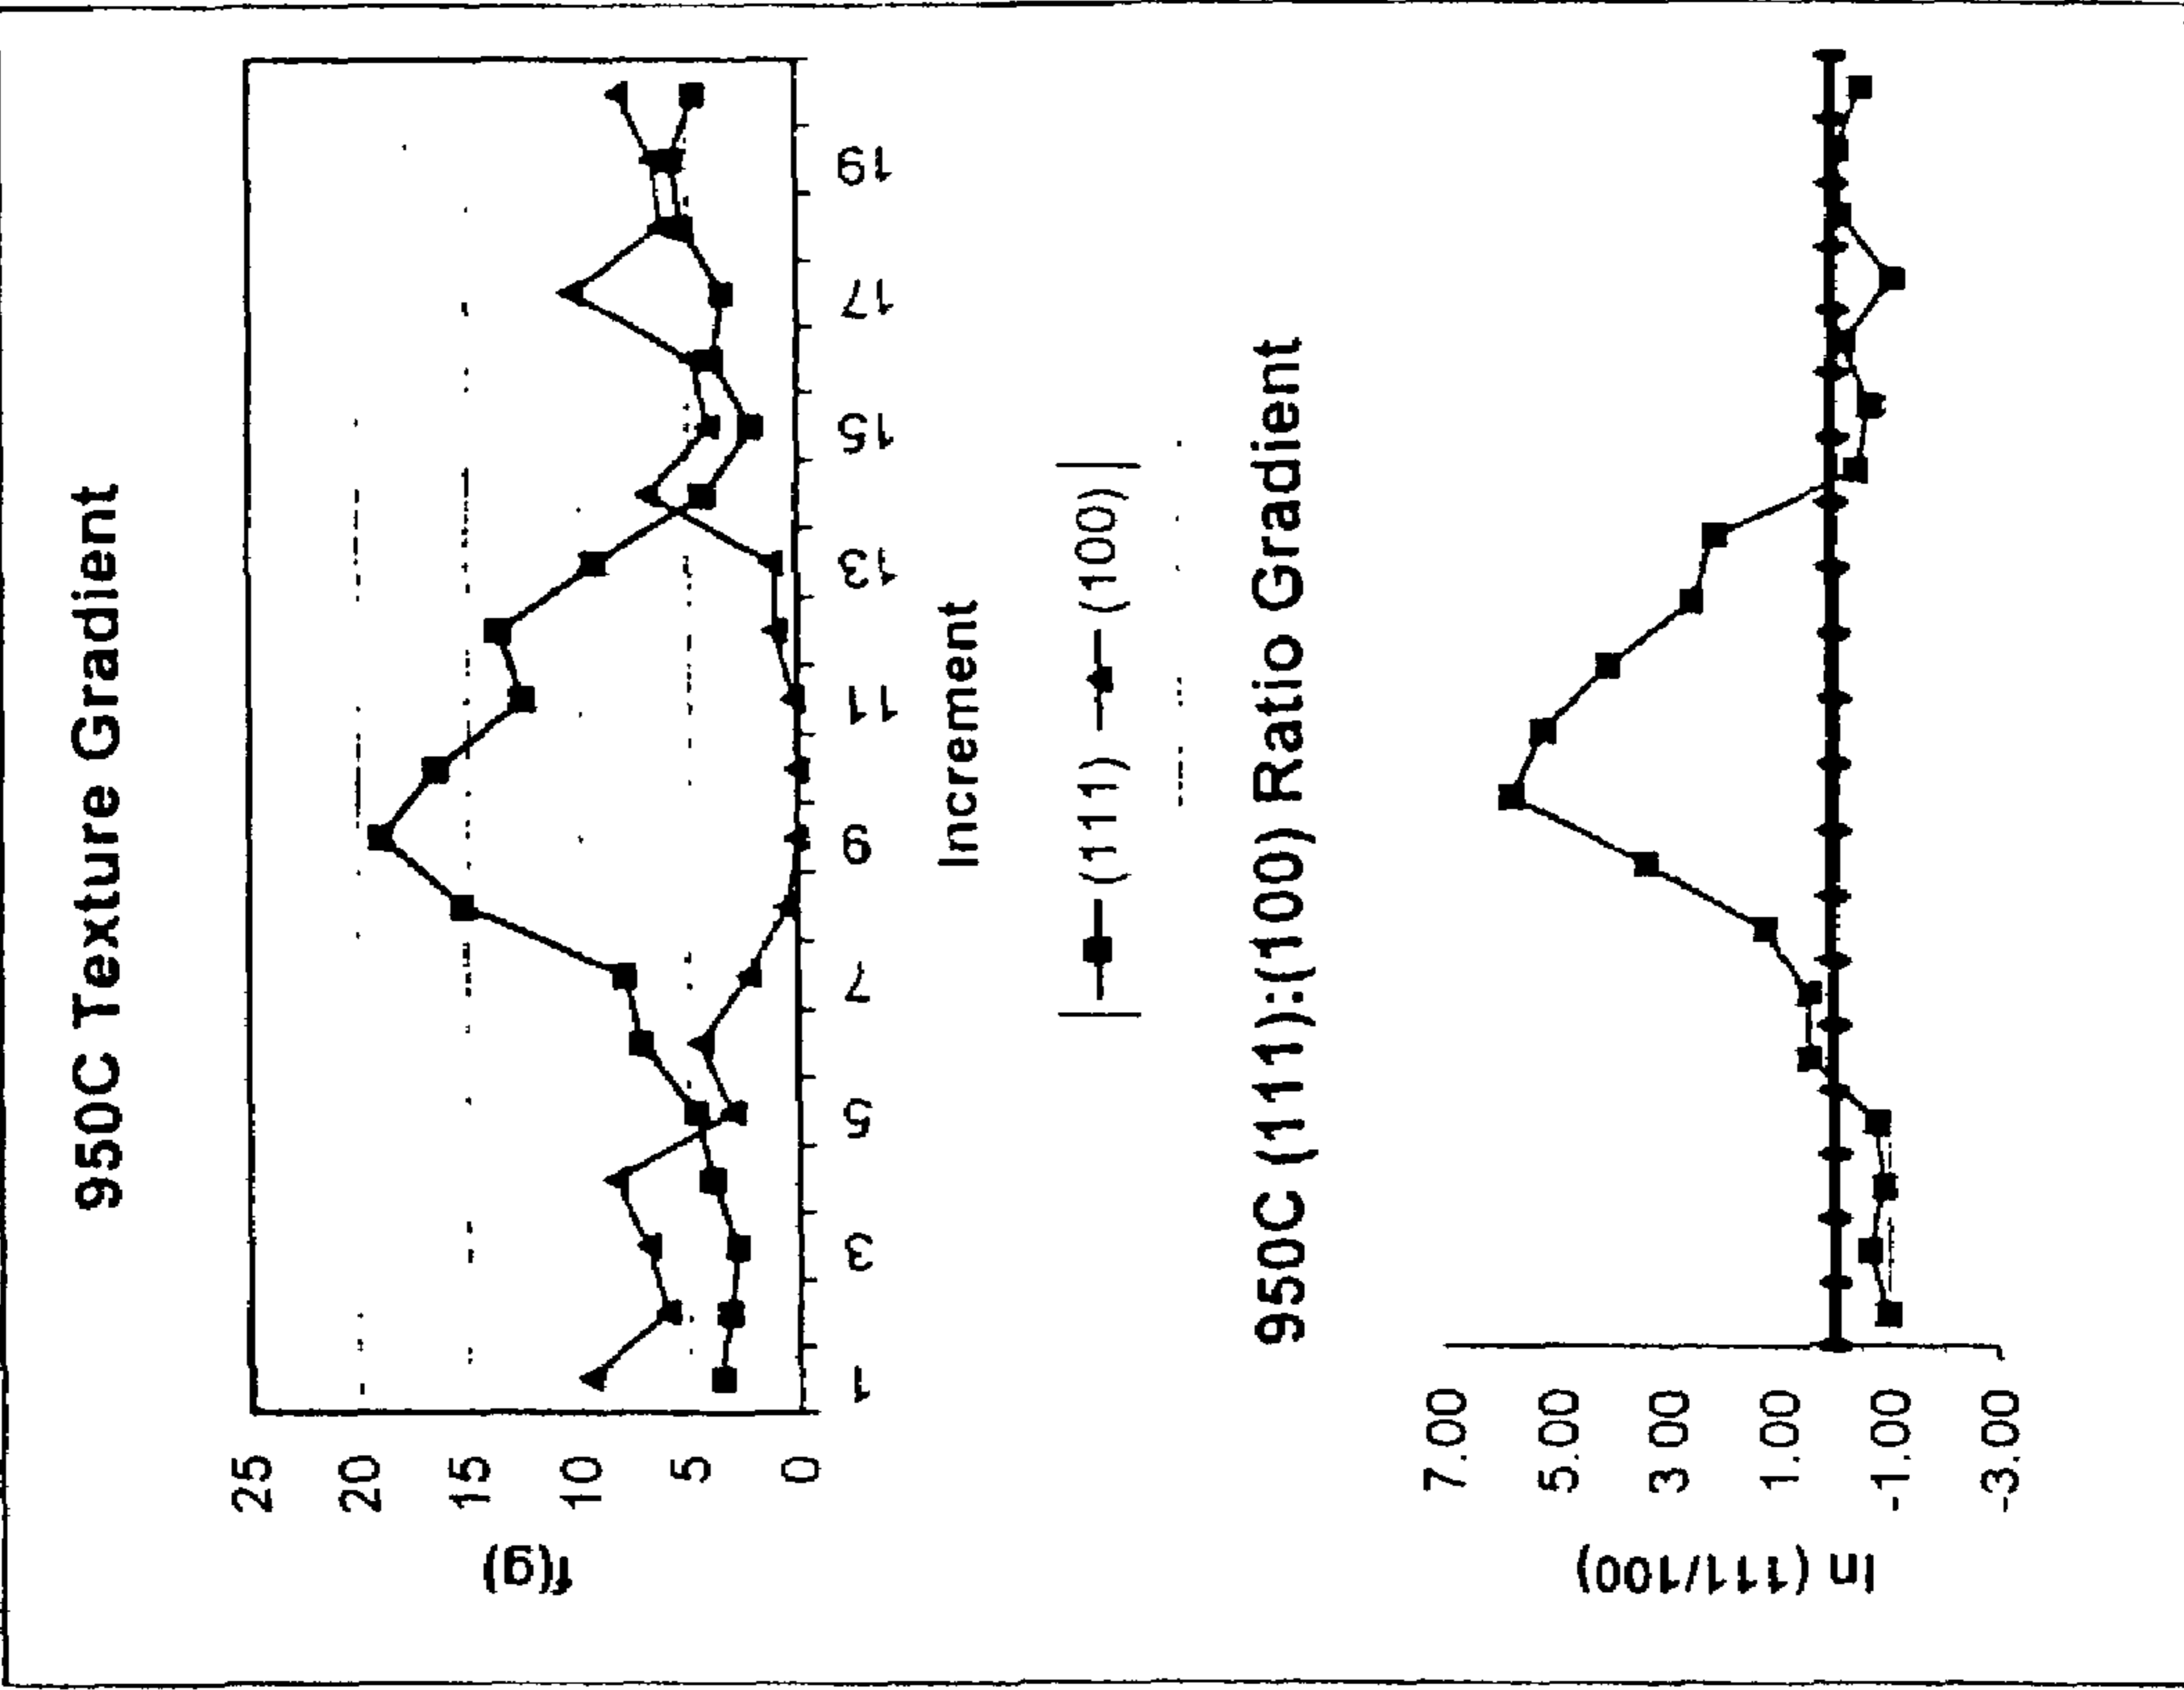 950C Texture Gradient
25
20
15
10
5
0
f(g)
1 3 5 7 9 11 13 15 17 19
Increment
(111) (100)
950C (111):(100) Ratio Gradient
7.00
5.00
3.00
1.00
-1.00
-3.00
ln (111/100)